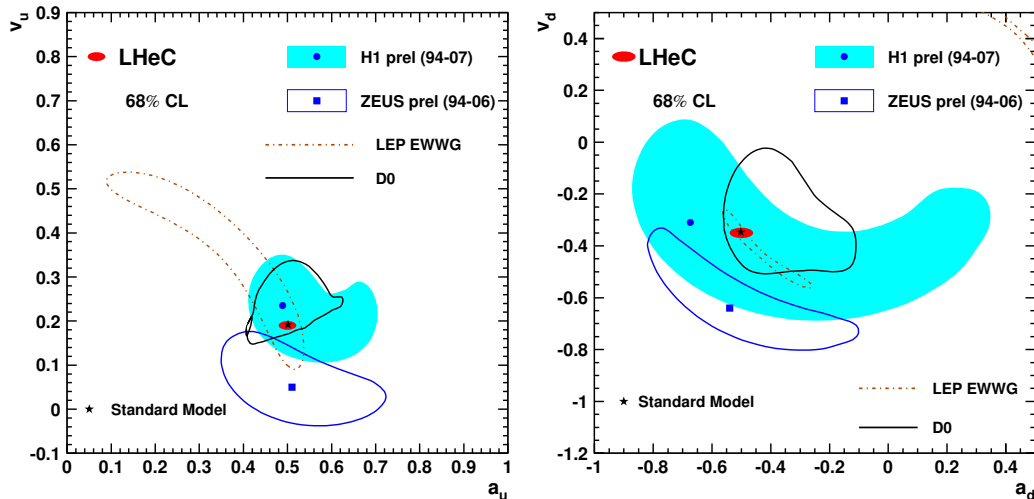 v_u
0.9
0.8
0.7
0.6
0.5
0.4
0.3
0.2
0.1
0
-0.1
LHeC
68% CL
H1 prel (94-07)
ZEUS prel (94-06)
LEP EWWG
D0
Standard Model
0 0.1 0.2 0.3 0.4 0.5 0.6 0.7 0.8 0.9 1
a_u
v_d
0.4
0.2
0
-0.2
-0.4
-0.6
-0.8
-1
-1.2
LHeC
68% CL
H1 prel (94-07)
ZEUS prel (94-06)
LEP EWWG
D0
Standard Model
-1 -0.8 -0.6 -0.4 -0.2 0 0.2 0.4
a_d